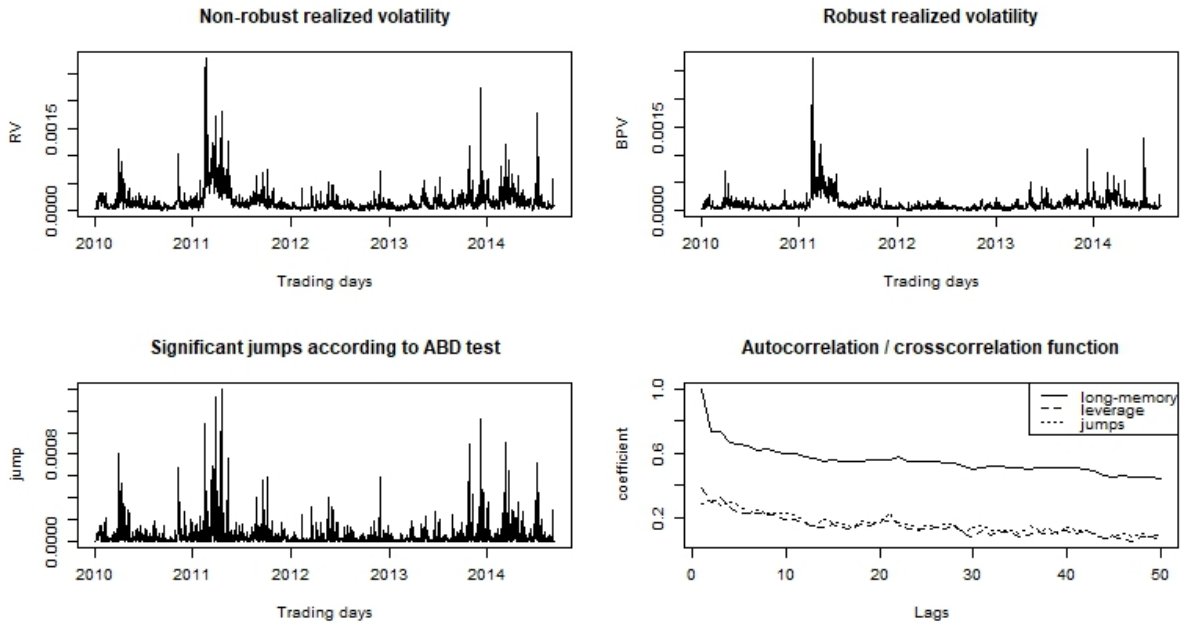 Non-robust realized volatility
RV
0.0015
0.0000
2010 2011 2012 2013 2014
Trading days
Robust realized volatility
BPV
0.0015
0.0000
2010 2011 2012 2013 2014
Trading days
Significant jumps according to ABD test
jump
0.0008
0.0000
2010 2011 2012 2013 2014
Trading days
Autocorrelation / crosscorrelation function
coefficient
1.0
0.6
0.2
long-memory
leverage
jumps
0 10 20 30 40 50
Lags